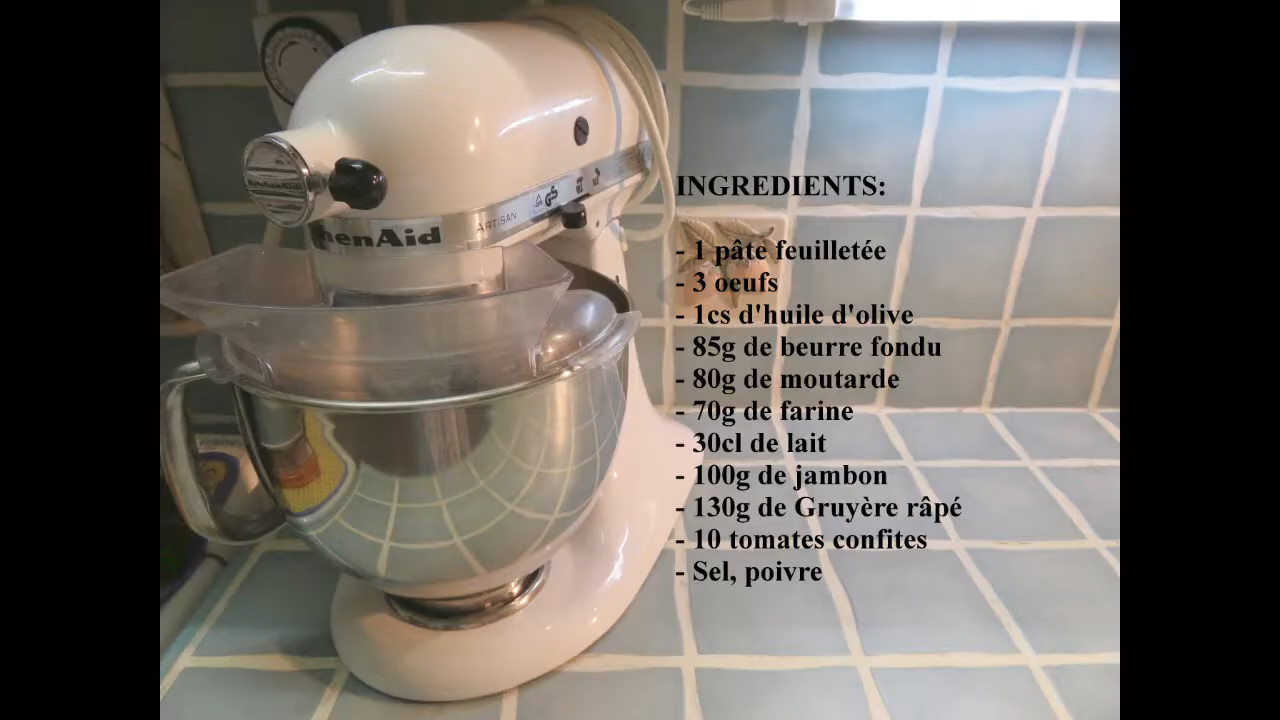 KitchenAid
henAid
ARTISAN
INGREDIENTS:
- 1 pâte feuilletée
- 3 oeufs
- 1cs d'huile d'olive
- 85g de beurre fondu
- 80g de moutarde
- 70g de farine
- 30cl de lait
- 100g de jambon
- 130g de Gruyère râpé
- 10 tomates confites
- Sel, poivre